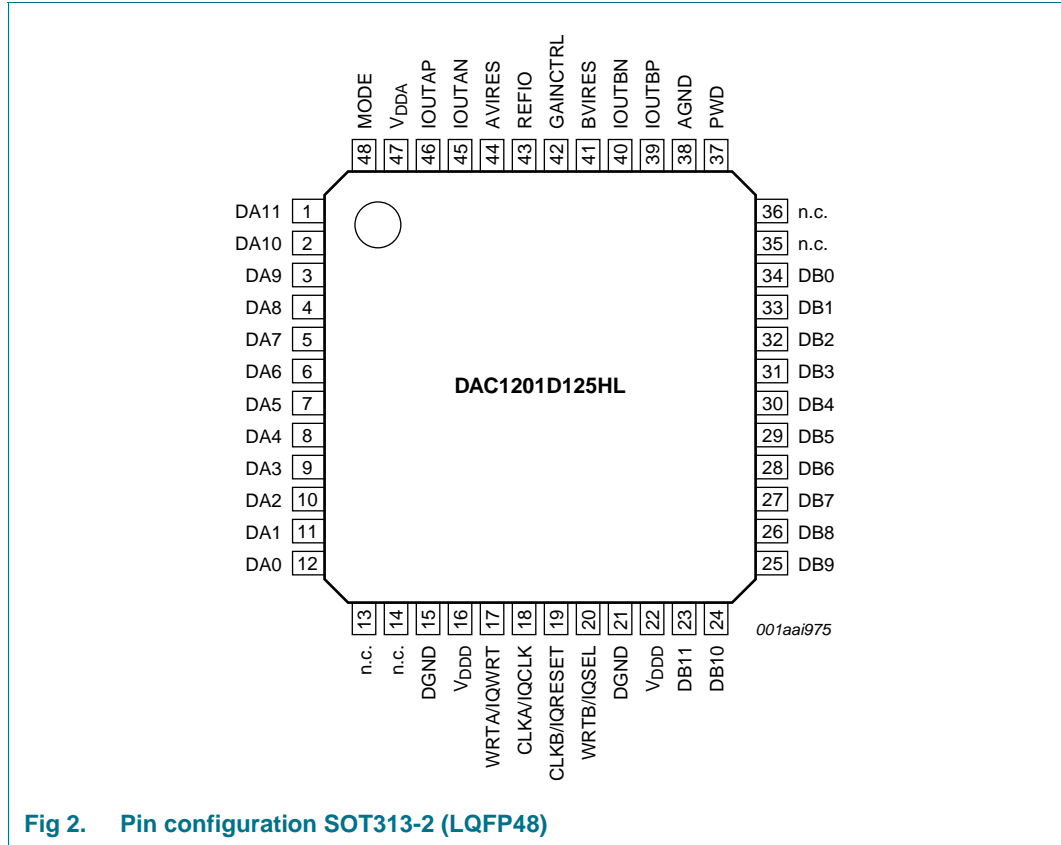 MODE
VDDA
IOUTAP
IOUTAN
AVIRES
REFIO
GAINCTRL
BVIRES
IOUTBN
IOUTBP
AGND
PWD
48
47
46
45
44
43
42
41
40
39
38
37
DA11 1
DA10 2
DA9 3
DA8 4
DA7 5
DA6 6
DA5 7
DA4 8
DA3 9
DA2 10
DA1 11
DA0 12
DAC1201D125HL
36 n.c.
35 n.c.
34 DB0
33 DB1
32 DB2
31 DB3
30 DB4
29 DB5
28 DB6
27 DB7
26 DB8
25 DB9
13
14
15
16
17
18
19
20
21
22
23
24
n.c.
n.c.
DGND
VDDD
WRTA/IQWRT
CLKA/IQCLK
CLKB/IQRESET
WRTB/IQSEL
DGND
VDDD
DB11
DB10
001aai975
Fig 2. Pin configuration SOT313-2 (LQFP48)